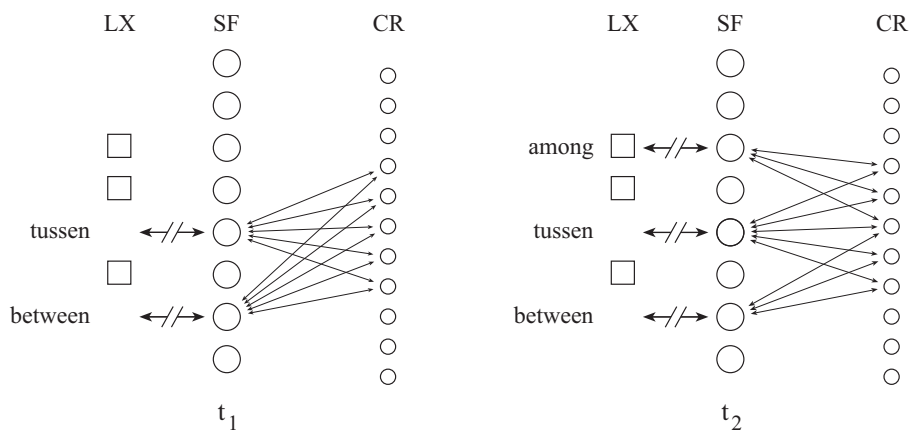 LX SF CR LX SF CR
among
tussen tussen
between between
t1 t2